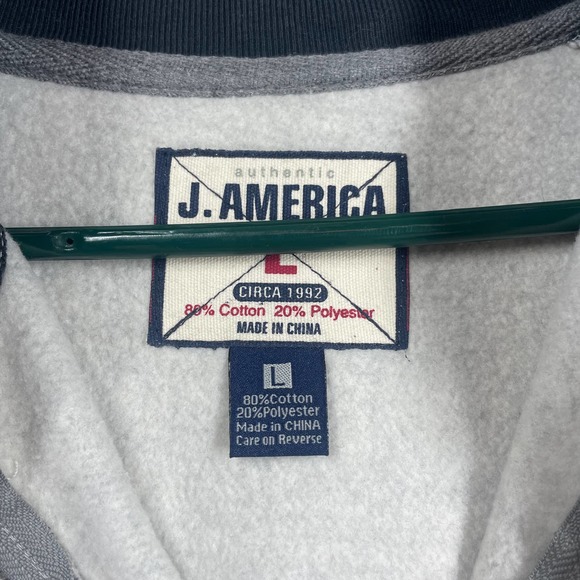 authentic
J. AMERICA
L
CIRCA 1992
80% Cotton 20% Polyester
MADE IN CHINA
L
80%Cotton
20%Polyester
Made in CHINA
Care on Reverse